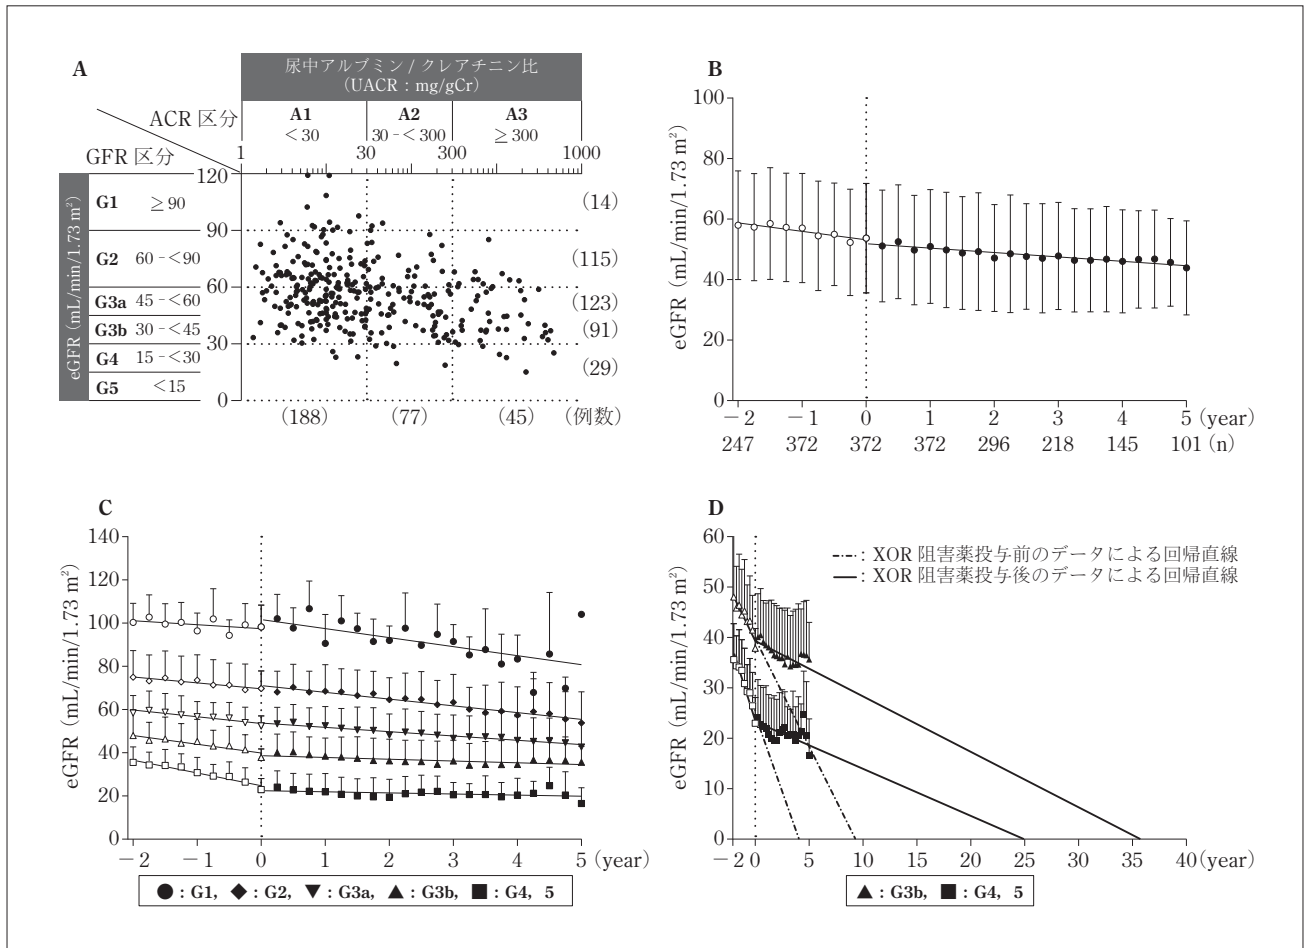 A
尿中アルブミン / クレアチニン比
(UACR : mg/gCr)
ACR 区分
A1 A2 A3
<30 30-<300 ≥300
GFR 区分
1 30 300 1000
eGFR (mL/min/1.73 m²)
G1 ≥90
G2 60-<90
G3a 45-<60
G3b 30-<45
G4 15-<30
G5 <15
120
90
60
30
0
(14)
(115)
(123)
(91)
(29)
(188) (77) (45) (例数)
B
eGFR (mL/min/1.73 m²)
100
80
60
40
20
0
−2 −1 0 1 2 3 4 5 (year)
247 372 372 372 296 218 145 101 (n)
C
eGFR (mL/min/1.73 m²)
140
120
100
80
60
40
20
0
−2 −1 0 1 2 3 4 5 (year)
● : G1, ◆ : G2, ▼ : G3a, ▲ : G3b, ■ : G4, 5
D
eGFR (mL/min/1.73 m²)
60
50
40
30
20
10
0
: XOR 阻害薬投与前のデータによる回帰直線
: XOR 阻害薬投与後のデータによる回帰直線
−2 0 5 10 15 20 25 30 35 40 (year)
▲ : G3b, ■ : G4, 5